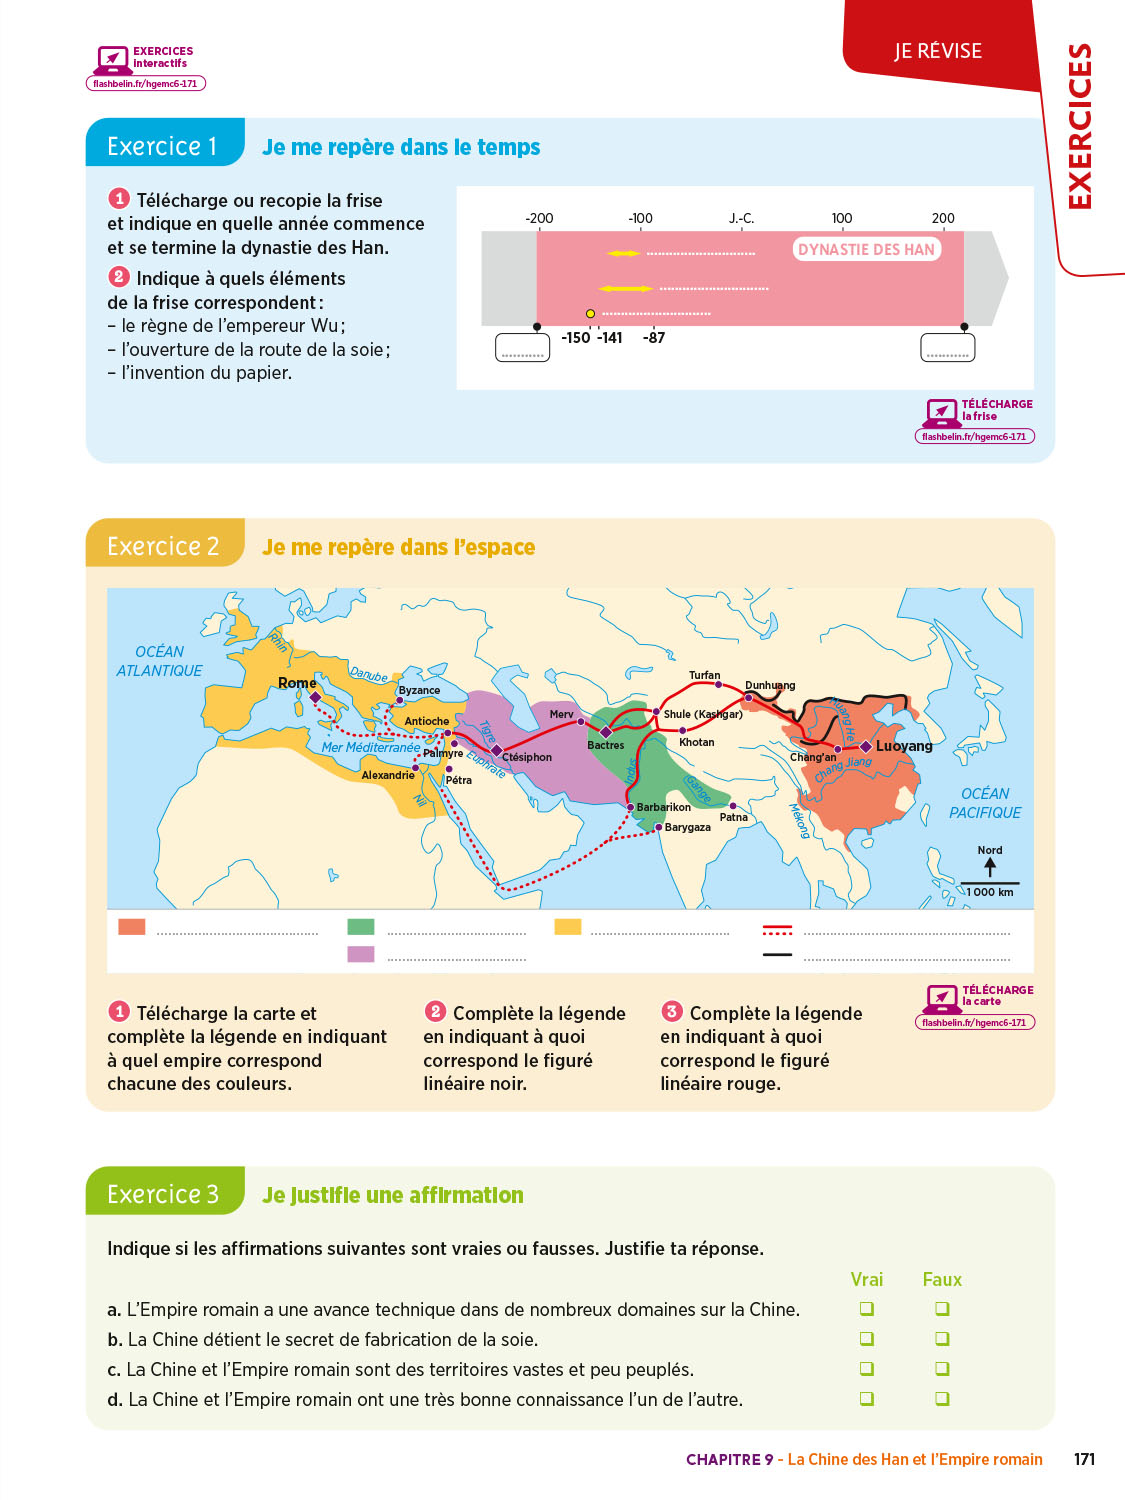 JE RÉVISE
EXERCICES
EXERCICES
interactifs
flashbelin.fr/hgemc6-171
Exercice 1
Je me repère dans le temps
1 Télécharge ou recopie la frise
et indique en quelle année commence
et se termine la dynastie des Han.
2 Indique à quels éléments
de la frise correspondent :
– le règne de l'empereur Wu ;
– l'ouverture de la route de la soie ;
– l'invention du papier.
-200 -100 J.-C. 100 200
DYNASTIE DES HAN
-150 -141 -87
TÉLÉCHARGE
la frise
flashbelin.fr/hgemc6-171
Exercice 2
Je me repère dans l'espace
OCÉAN
ATLANTIQUE
Rhin
Danube
Rome
Byzance
Antioche
Mer Méditerranée
Palmyre
Alexandrie
Pétra
Nil
Tigre
Euphrate
Ctésiphon
Merv
Bactres
Turfan
Dunhuang
Shule (Kashgar)
Khotan
Indus
Gange
Barbarikon
Barygaza
Patna
Huang He
Chang'an
Luoyang
Chang Jiang
Mékong
OCÉAN
PACIFIQUE
Nord
1 000 km
1 Télécharge la carte et
complète la légende en indiquant
à quel empire correspond
chacune des couleurs.
2 Complète la légende
en indiquant à quoi
correspond le figuré
linéaire noir.
3 Complète la légende
en indiquant à quoi
correspond le figuré
linéaire rouge.
TÉLÉCHARGE
la carte
flashbelin.fr/hgemc6-171
Exercice 3
Je justifie une affirmation
Indique si les affirmations suivantes sont vraies ou fausses. Justifie ta réponse.
Vrai Faux
a. L'Empire romain a une avance technique dans de nombreux domaines sur la Chine. ❏ ❏
b. La Chine détient le secret de fabrication de la soie. ❏ ❏
c. La Chine et l'Empire romain sont des territoires vastes et peu peuplés. ❏ ❏
d. La Chine et l'Empire romain ont une très bonne connaissance l'un de l'autre. ❏ ❏
CHAPITRE 9 - La Chine des Han et l'Empire romain 171